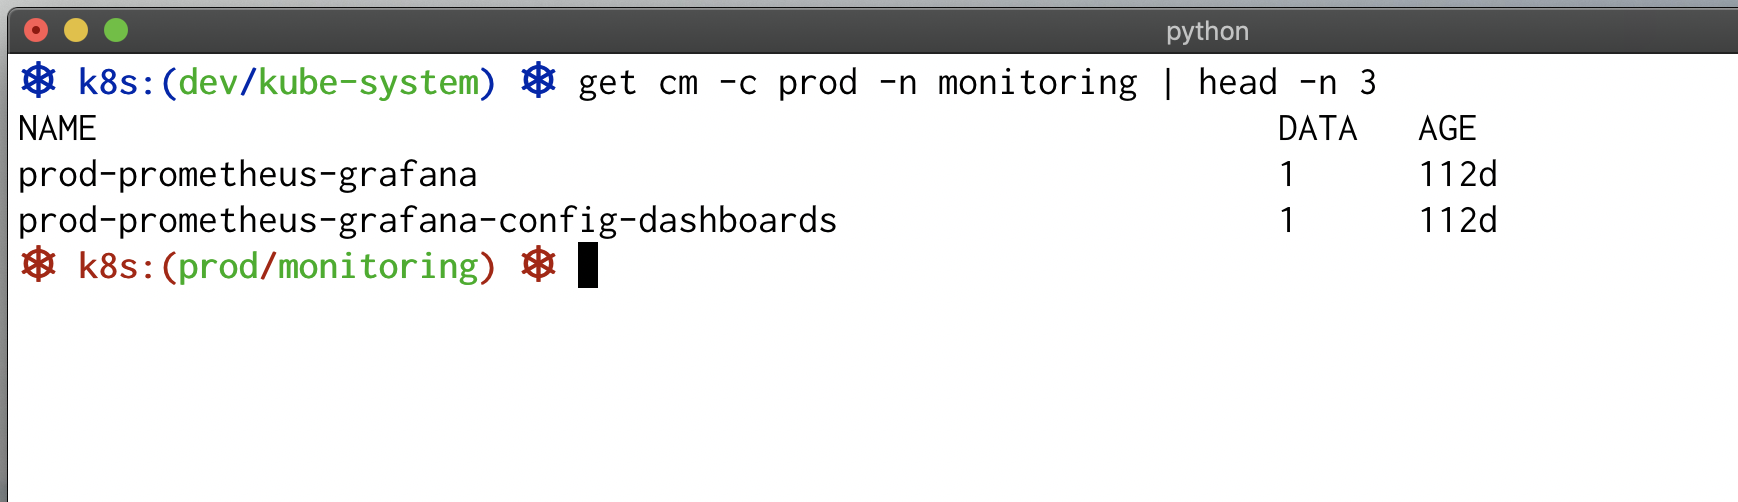 python
⎈ k8s:(dev/kube-system) ⎈ get cm -c prod -n monitoring | head -n 3
NAME DATA AGE
prod-prometheus-grafana 1 112d
prod-prometheus-grafana-config-dashboards 1 112d
⎈ k8s:(prod/monitoring) ⎈